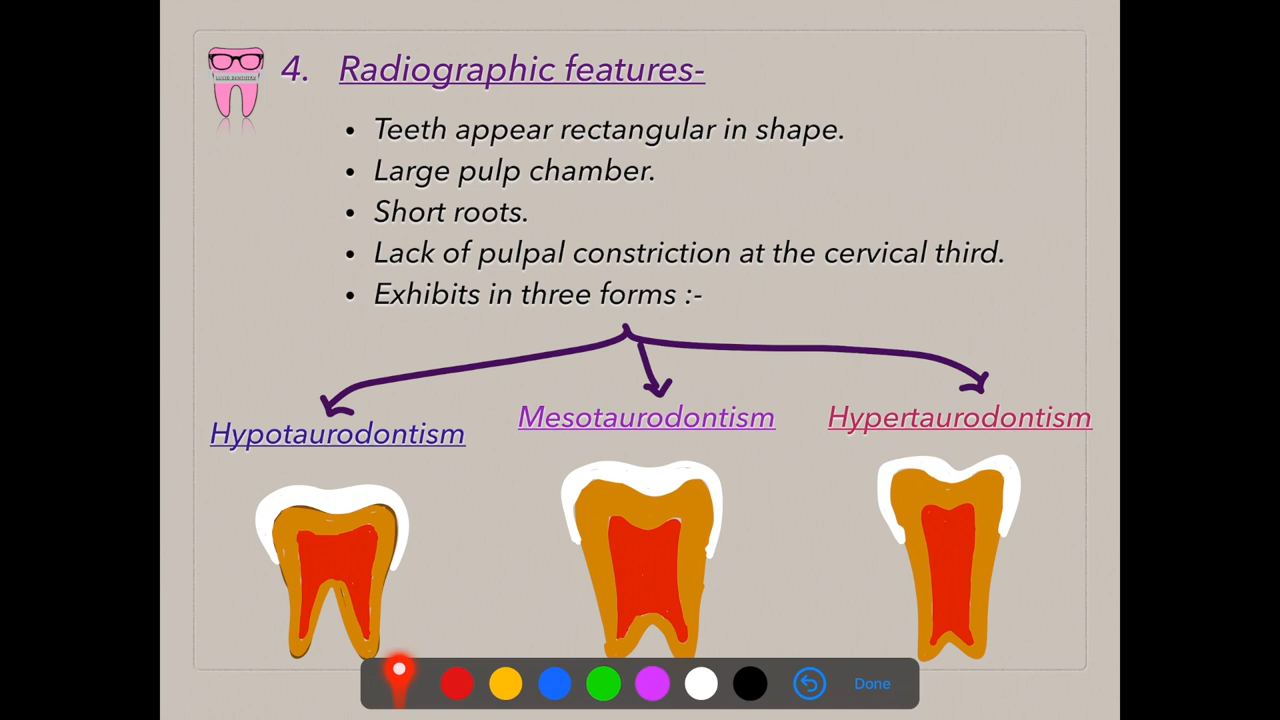 4. Radiographic features-
• Teeth appear rectangular in shape.
• Large pulp chamber.
• Short roots.
• Lack of pulpal constriction at the cervical third.
• Exhibits in three forms :-
Hypotaurodontism Mesotaurodontism Hypertaurodontism
Done